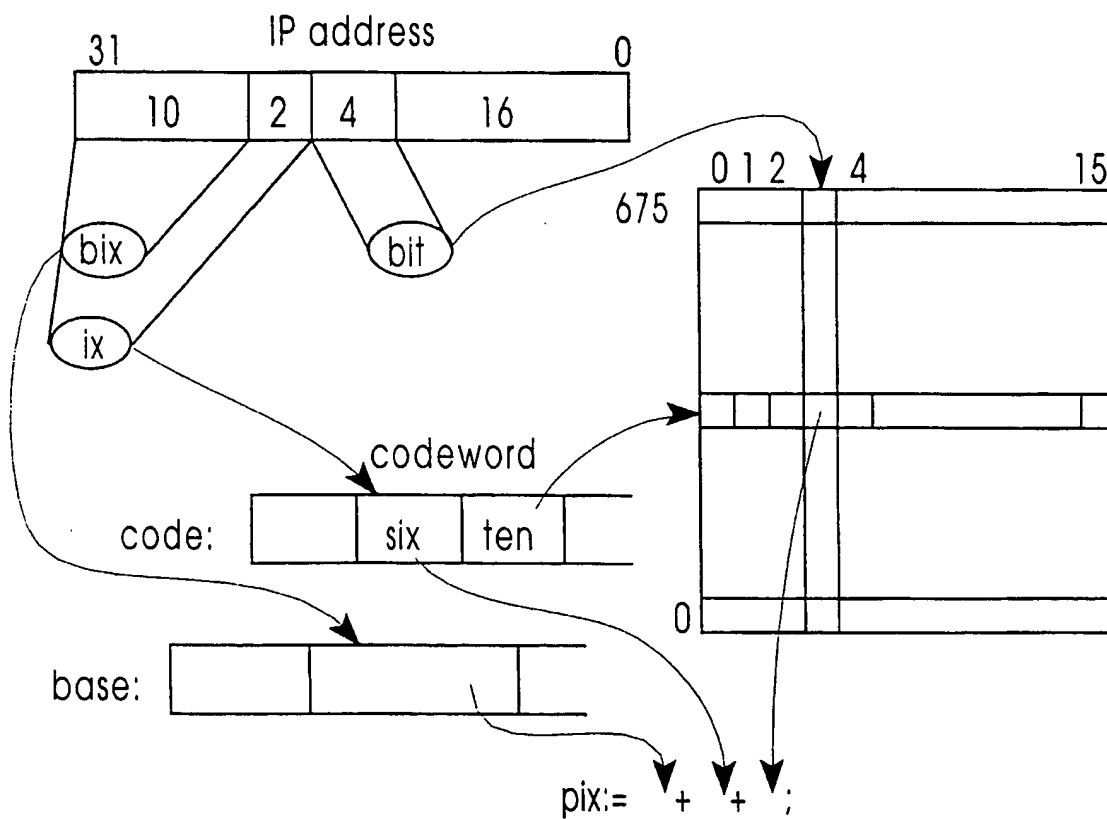 IP address
31 0
10 2 4 16
0 1 2 4 15
675
bix bit
ix
codeword
code: six ten
0
base:
pix:= + + ;